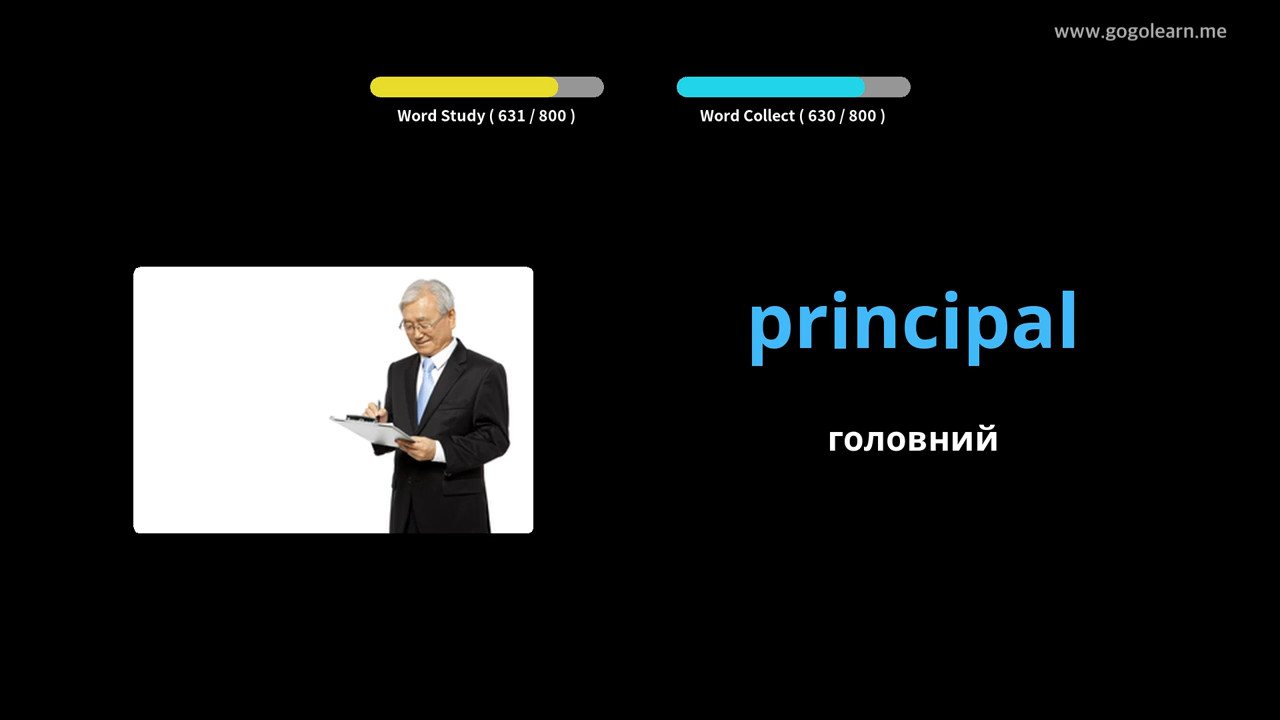 www.gogolearn.me
Word Study ( 631 / 800 )
Word Collect ( 630 / 800 )
principal
головний